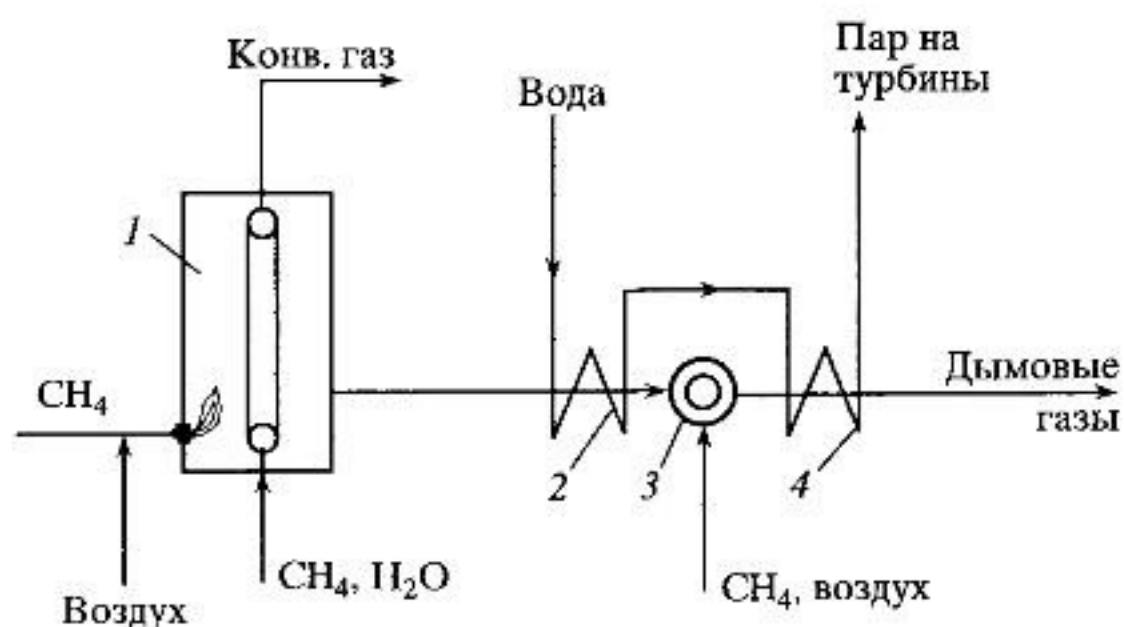 Конв. газ
Вода
Пар на
турбины
1
CH₄
Воздух
CH₄, H₂O
2
3
4
CH₄, воздух
Дымовые
газы